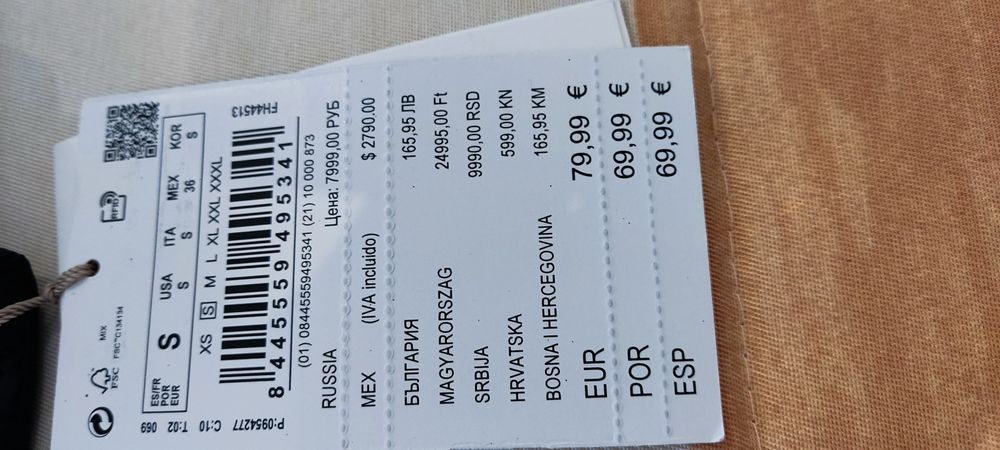 MIX
FSC
FSC™C134134
RFID
ES/FR
POR
EUR
S
USA
S
ITA
S
MEX
36
KOR
S
XS S M L XL XXL XXXL
FH44513
8 445559 495341
P:0954277 C:10 T:02 069
(01) 08445559495341 (21) 10 000 873
RUSSIA Цена: 7999,00 РУБ
MEX (IVA incluido) $ 2790.00
БЪЛГАРИЯ 165,95 ЛВ
MAGYARORSZAG 24995,00 Ft
SRBIJA 9990,00 RSD
HRVATSKA 599,00 KN
BOSNA I HERCEGOVINA 165,95 KM
EUR 79,99 €
POR 69,99 €
ESP 69,99 €